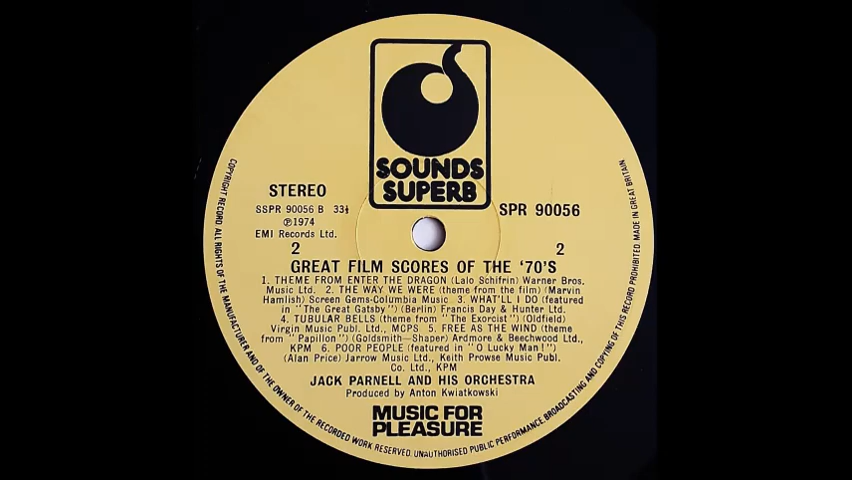 SOUNDS
SUPERB
STEREO
SSPR 90056 B 33⅓
℗1974
EMI Records Ltd.
SPR 90056
2
2
GREAT FILM SCORES OF THE '70'S
1. THEME FROM ENTER THE DRAGON (Lalo Schifrin) Warner Bros.
Music Ltd. 2. THE WAY WE WERE (theme from the film) (Marvin
Hamlish) Screen Gems-Columbia Music 3. WHAT'LL I DO (featured
in "The Great Gatsby") (Berlin) Francis Day & Hunter Ltd.
4. TUBULAR BELLS (theme from "The Exorcist") (Oldfield)
Virgin Music Publ. Ltd., MCPS 5. FREE AS THE WIND (theme
from "Papillon") (Goldsmith-Shaper) Ardmore & Beechwood Ltd.,
KPM 6. POOR PEOPLE (featured in "O Lucky Man!")
(Alan Price) Jarrow Music Ltd., Keith Prowse Music Publ.
Co. Ltd., KPM
JACK PARNELL AND HIS ORCHESTRA
Produced by Anton Kwiatkowski
MUSIC FOR
PLEASURE
COPYRIGHT RECORD. ALL RIGHTS OF THE MANUFACTURER AND OF THE OWNER OF THE RECORDED WORK RESERVED. UNAUTHORISED PUBLIC PERFORMANCE, BROADCASTING AND COPYING OF THIS RECORD PROHIBITED. MADE IN GREAT BRITAIN